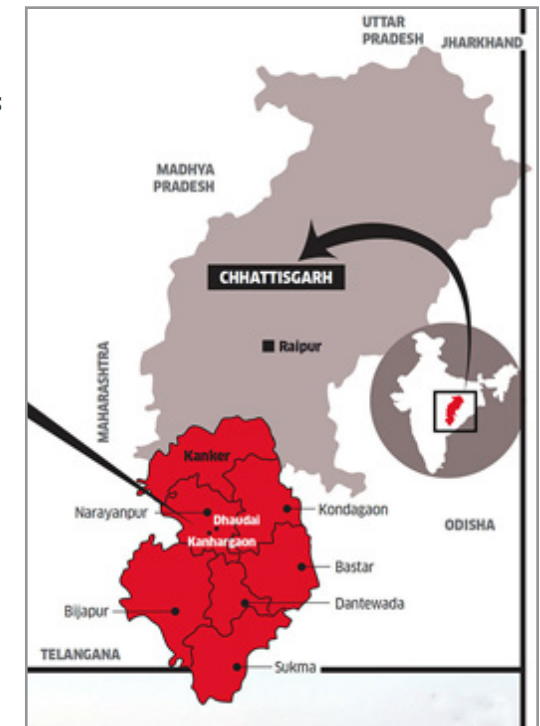 UTTAR
PRADESH
JHARKHAND
MADHYA
PRADESH
CHHATTISGARH
Raipur
MAHARASHTRA
Kanker
Narayanpur
Dhaudai
Kondagaon
Kanhargaon
ODISHA
Bastar
Dantewada
Bijapur
TELANGANA
Sukma